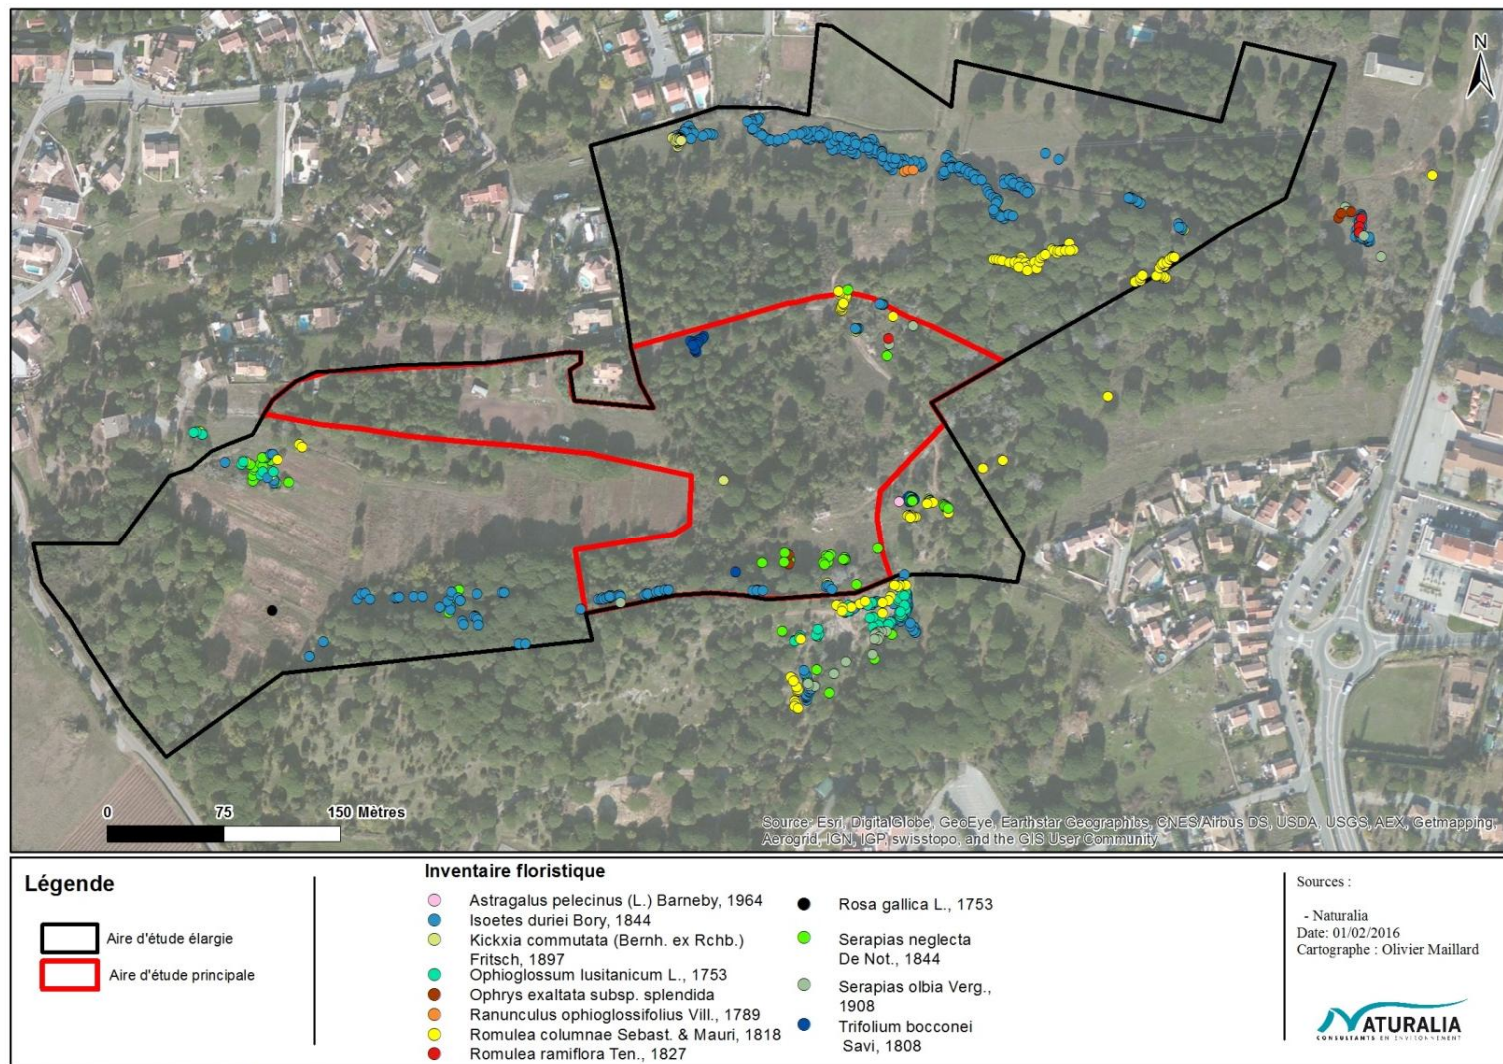 N
0 75 150 Mètres
Source: Esri, DigitalGlobe, GeoEye, Earthstar Geographics, CNES/Airbus DS, USDA, USGS, AEX, Getmapping,
Aerogrid, IGN, IGP, swisstopo, and the GIS User Community
Légende
Aire d'étude élargie
Aire d'étude principale
Inventaire floristique
Astragalus pelecinus (L.) Barneby, 1964
Isoetes duriei Bory, 1844
Kickxia commutata (Bernh. ex Rchb.)
Fritsch, 1897
Ophioglossum lusitanicum L., 1753
Ophrys exaltata subsp. splendida
Ranunculus ophioglossifolius Vill., 1789
Romulea columnae Sebast. & Mauri, 1818
Romulea ramiflora Ten., 1827
Rosa gallica L., 1753
Serapias neglecta
De Not., 1844
Serapias olbia Verg.,
1908
Trifolium bocconei
Savi, 1808
Sources :
- Naturalia
Date: 01/02/2016
Cartographe : Olivier Maillard
NATURALIA
CONSULTANTS EN ENVIRONNEMENT